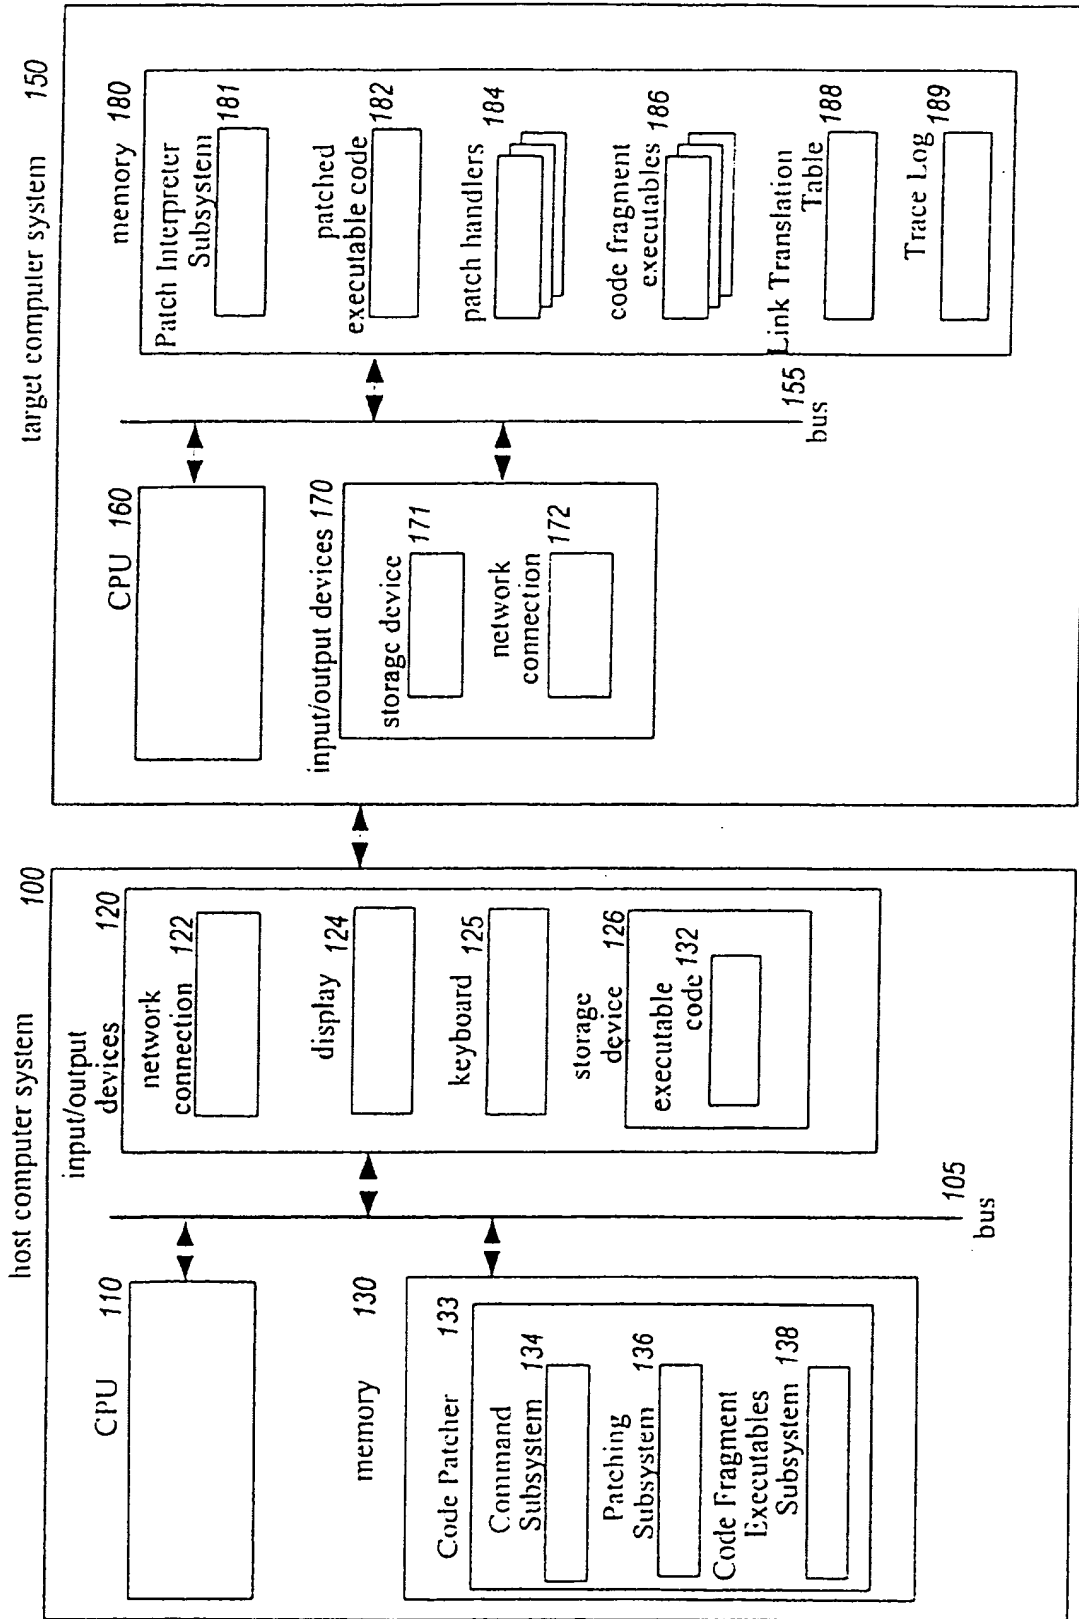 host computer system 100
CPU 110
memory 130
Code Patcher 133
Command
Subsystem 134
Patching
Subsystem 136
Code Fragment
Executables
Subsystem 138
105
bus
input/output
devices 120
network
connection 122
display 124
keyboard 125
storage
device 126
executable
code 132
target computer system 150
CPU 160
input/output devices 170
storage device 171
network
connection 172
155
bus
memory 180
Patch Interpreter
Subsystem 181
patched
executable code 182
patch handlers 184
code fragment
executables 186
Link Translation
Table 188
Trace Log 189